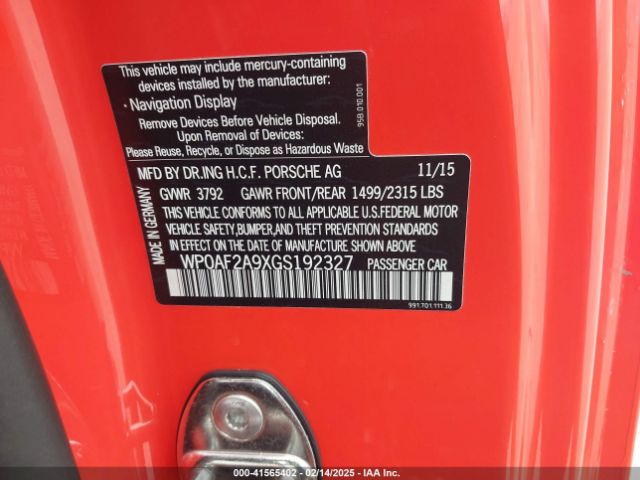 This vehicle may include mercury-containing
devices installed by the manufacturer:
· Navigation Display
Remove Devices Before Vehicle Disposal.
Upon Removal of Devices:
Please Reuse, Recycle, or Dispose as Hazardous Waste
95B.010.001
MFD BY DR.ING H.C.F. PORSCHE AG 11/15
GVWR 3792 GAWR FRONT/REAR 1499/2315 LBS
THIS VEHICLE CONFORMS TO ALL APPLICABLE U.S.FEDERAL MOTOR
VEHICLE SAFETY,BUMPER,AND THEFT PREVENTION STANDARDS
IN EFFECT ON THE DATE OF MANUFACTURE SHOWN ABOVE.
WP0AF2A9XGS192327 PASSENGER CAR
MADE IN GERMANY
991.701.111.36
000-41565402 - 02/14/2025 - IAA Inc.